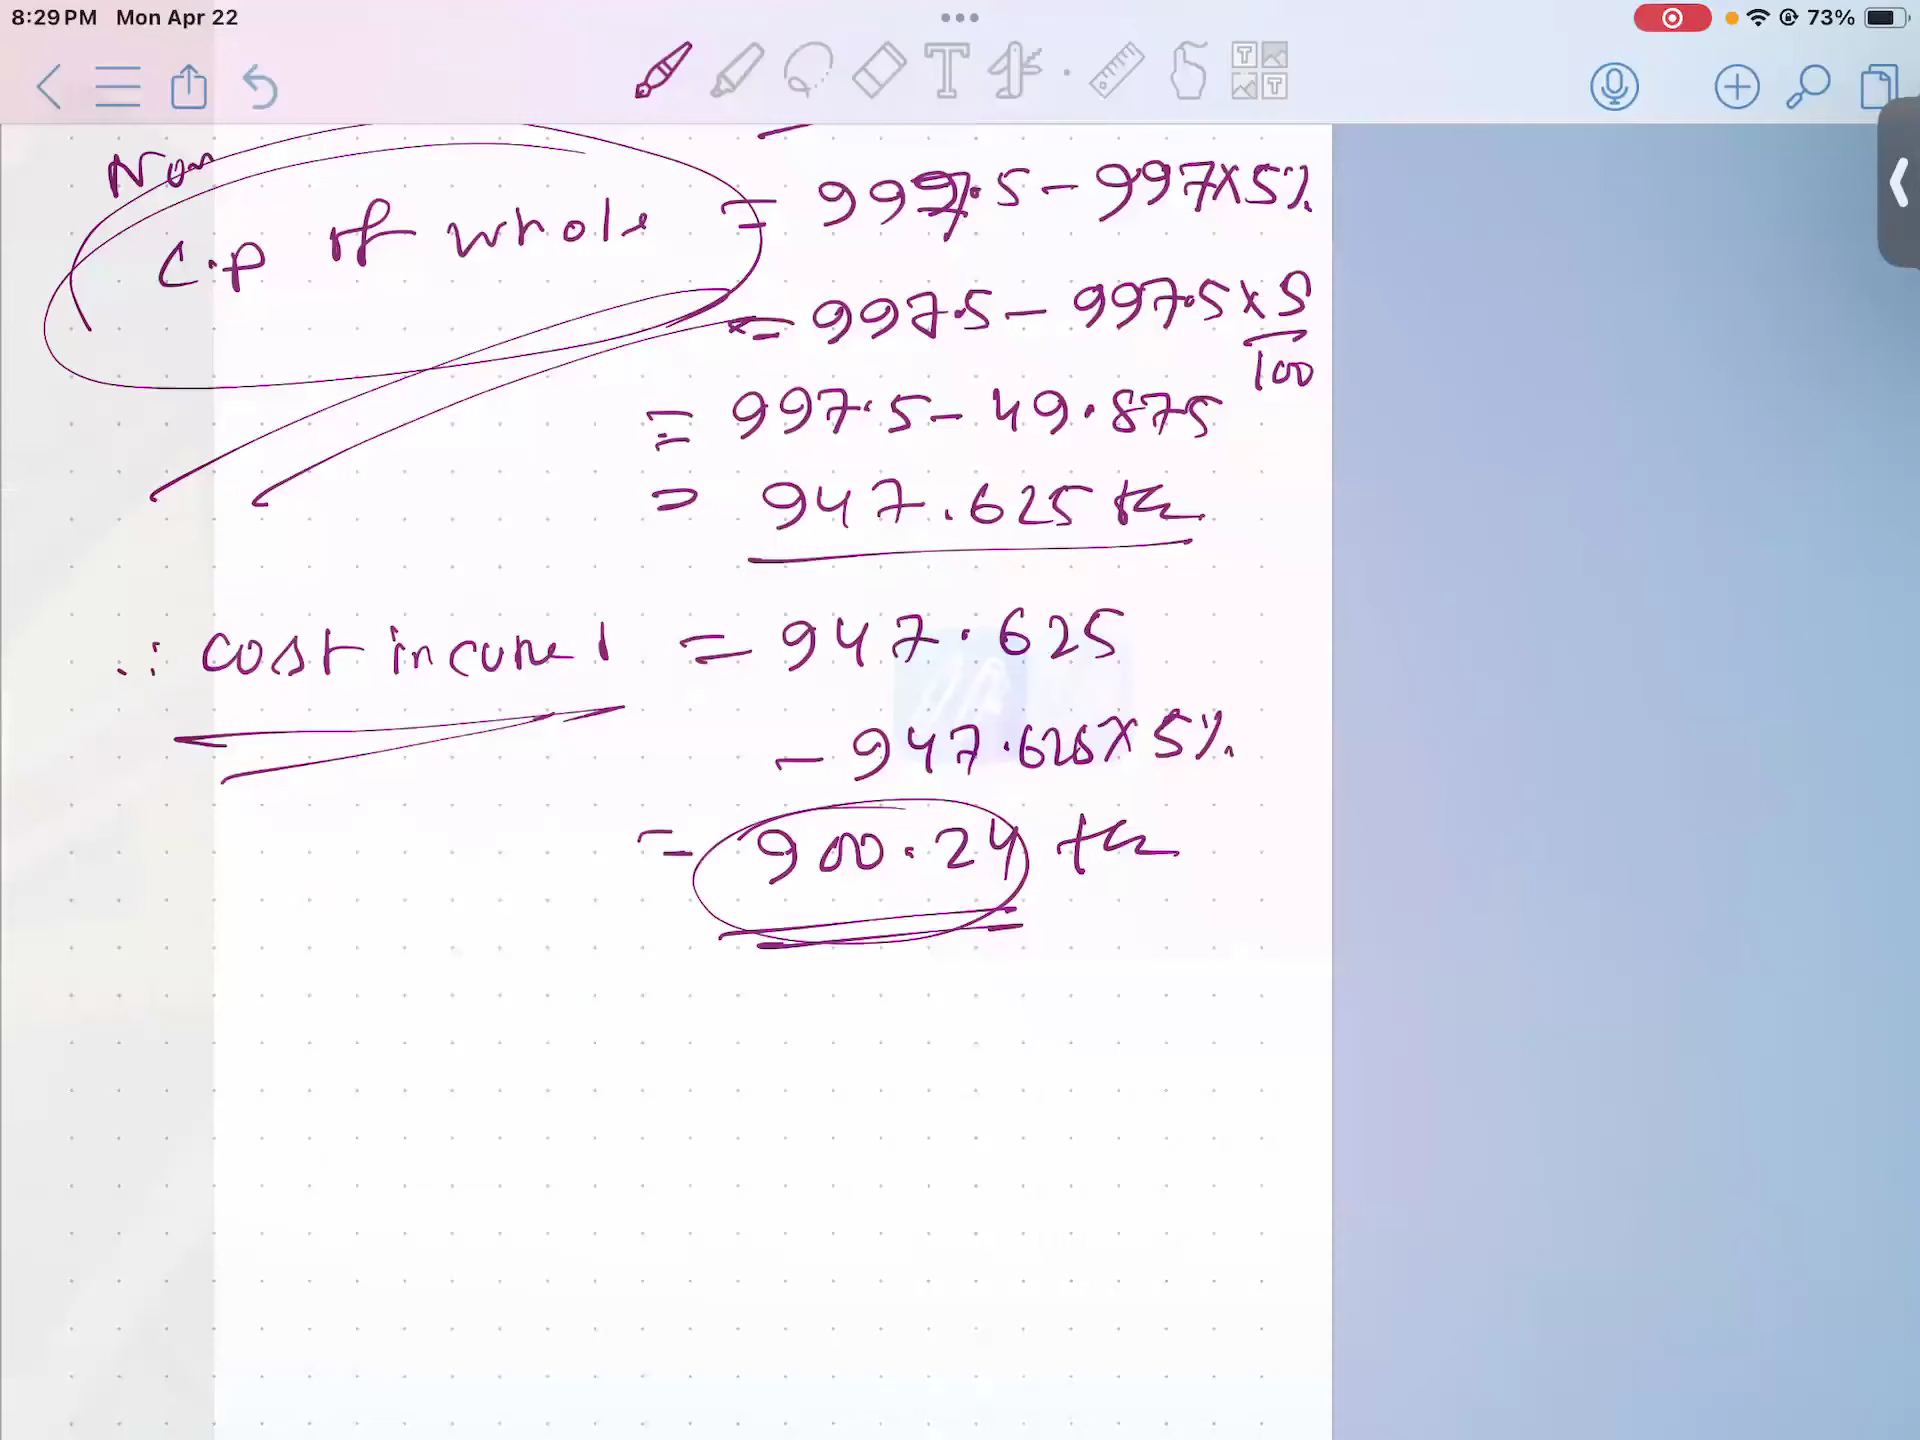 8:29 PM Mon Apr 22
73%
Now
C.P of whole = 997.5 - 997 x 5%
= 997.5 - 997.5 x 5/100
= 997.5 - 49.875
= 947.625 tk
∴ cost incurred = 947.625
- 947.625 x 5%
= 900.24 tk